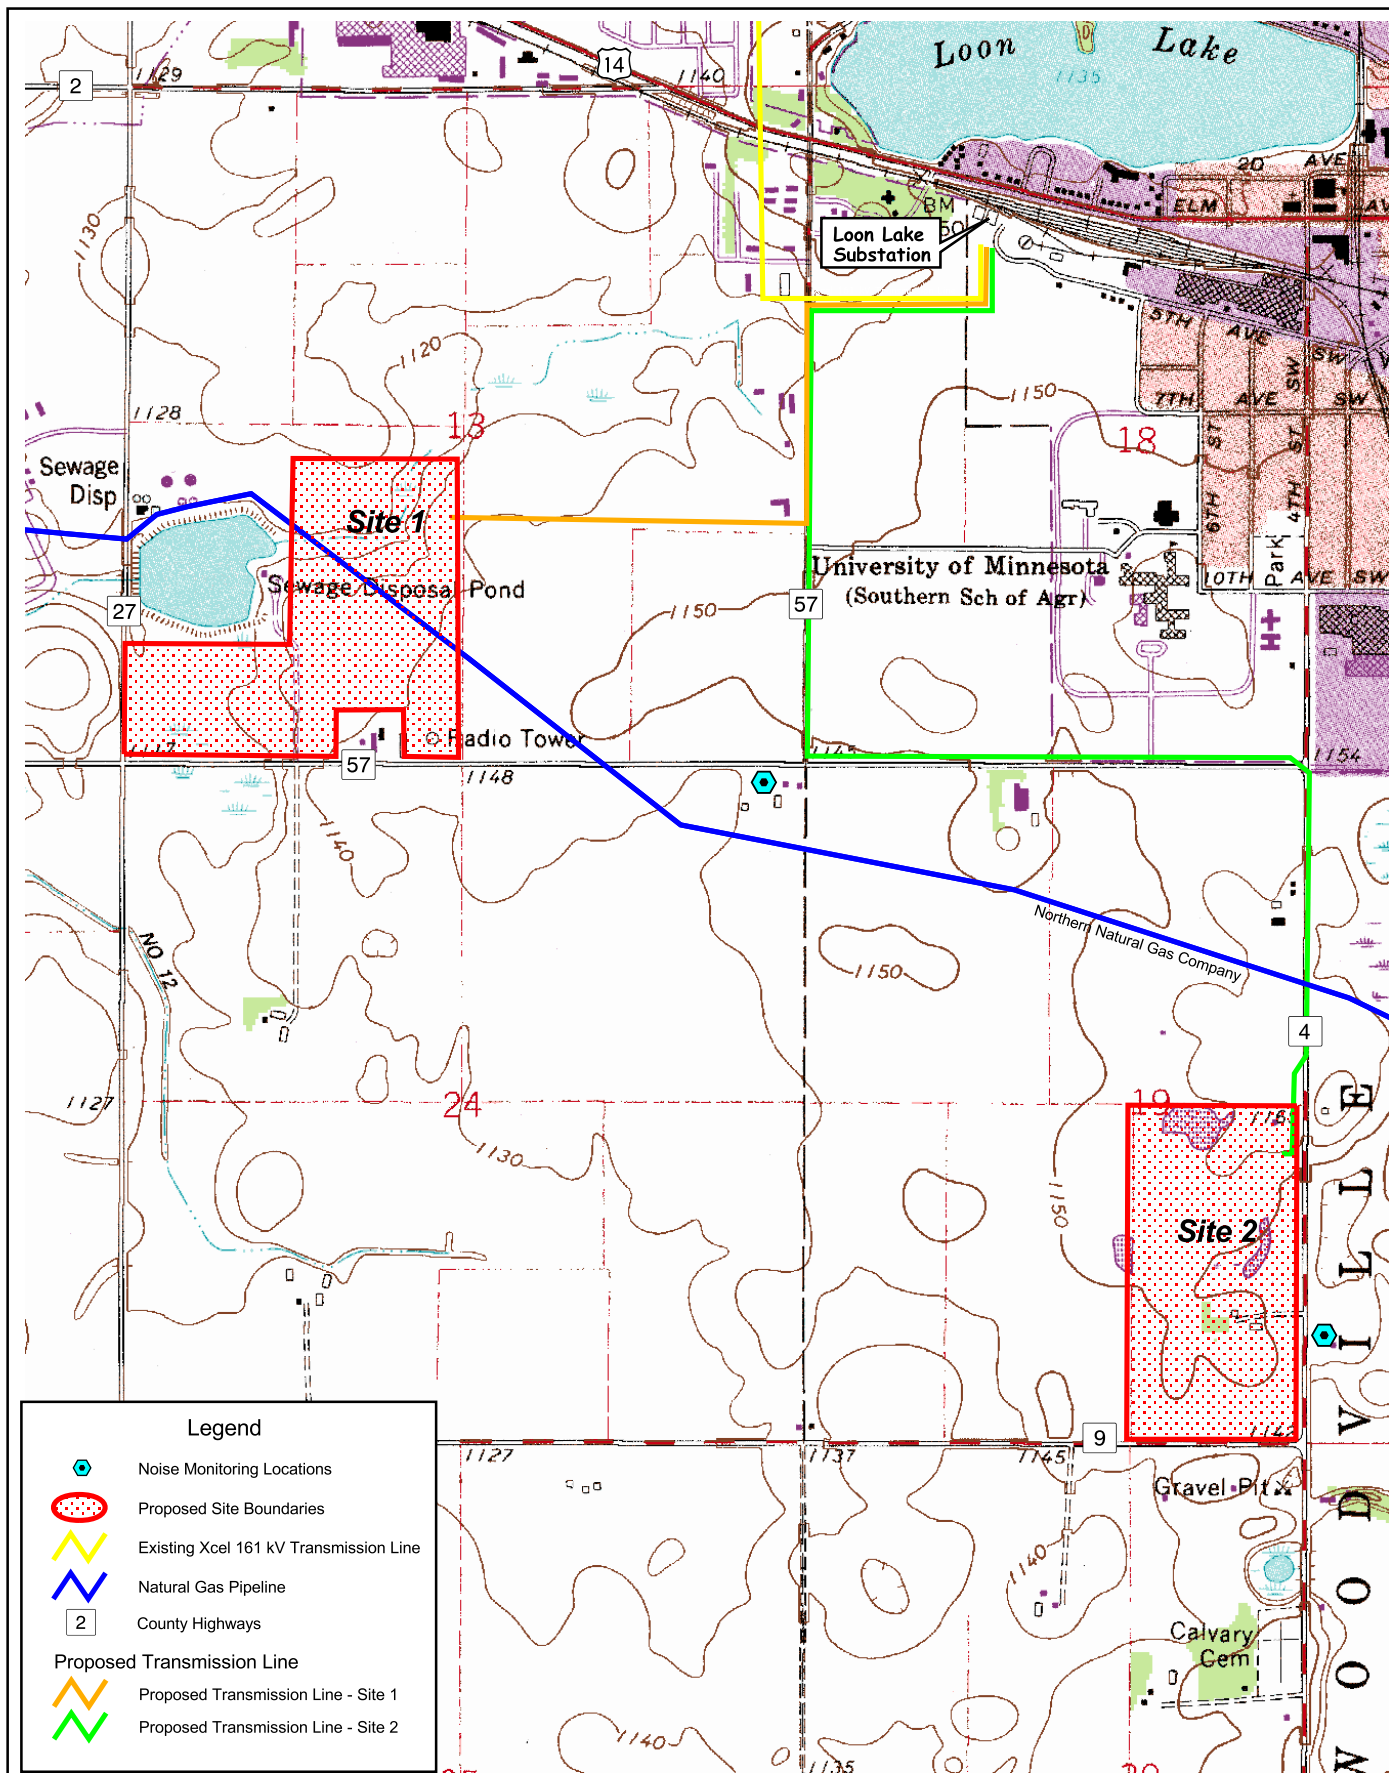 Loon Lake
1135
14
2
1129
1140
2D AVE
ELM AV
BM
Loon Lake
Substation
1130
1120
1150
5TH AVE SW
7TH AVE SW
1128
13
18
6TH ST
4TH ST SW
Sewage
Disp
Site 1
University of Minnesota
(Southern Sch of Agr)
10TH AVE SW
Park
Sewage Disposal Pond
27
57
1150
1117
Radio Tower
57
1148
1145
1154
1140
Northern Natural Gas Company
NO 12
1150
4
1127
24
19
1130
1150
Site 2
9
1142
1127
1137
1145
Gravel Pit
1140
Calvary
Cem
1140
1135
WOODVILLE
Legend
Noise Monitoring Locations
Proposed Site Boundaries
Existing Xcel 161 kV Transmission Line
Natural Gas Pipeline
2 County Highways
Proposed Transmission Line
Proposed Transmission Line - Site 1
Proposed Transmission Line - Site 2